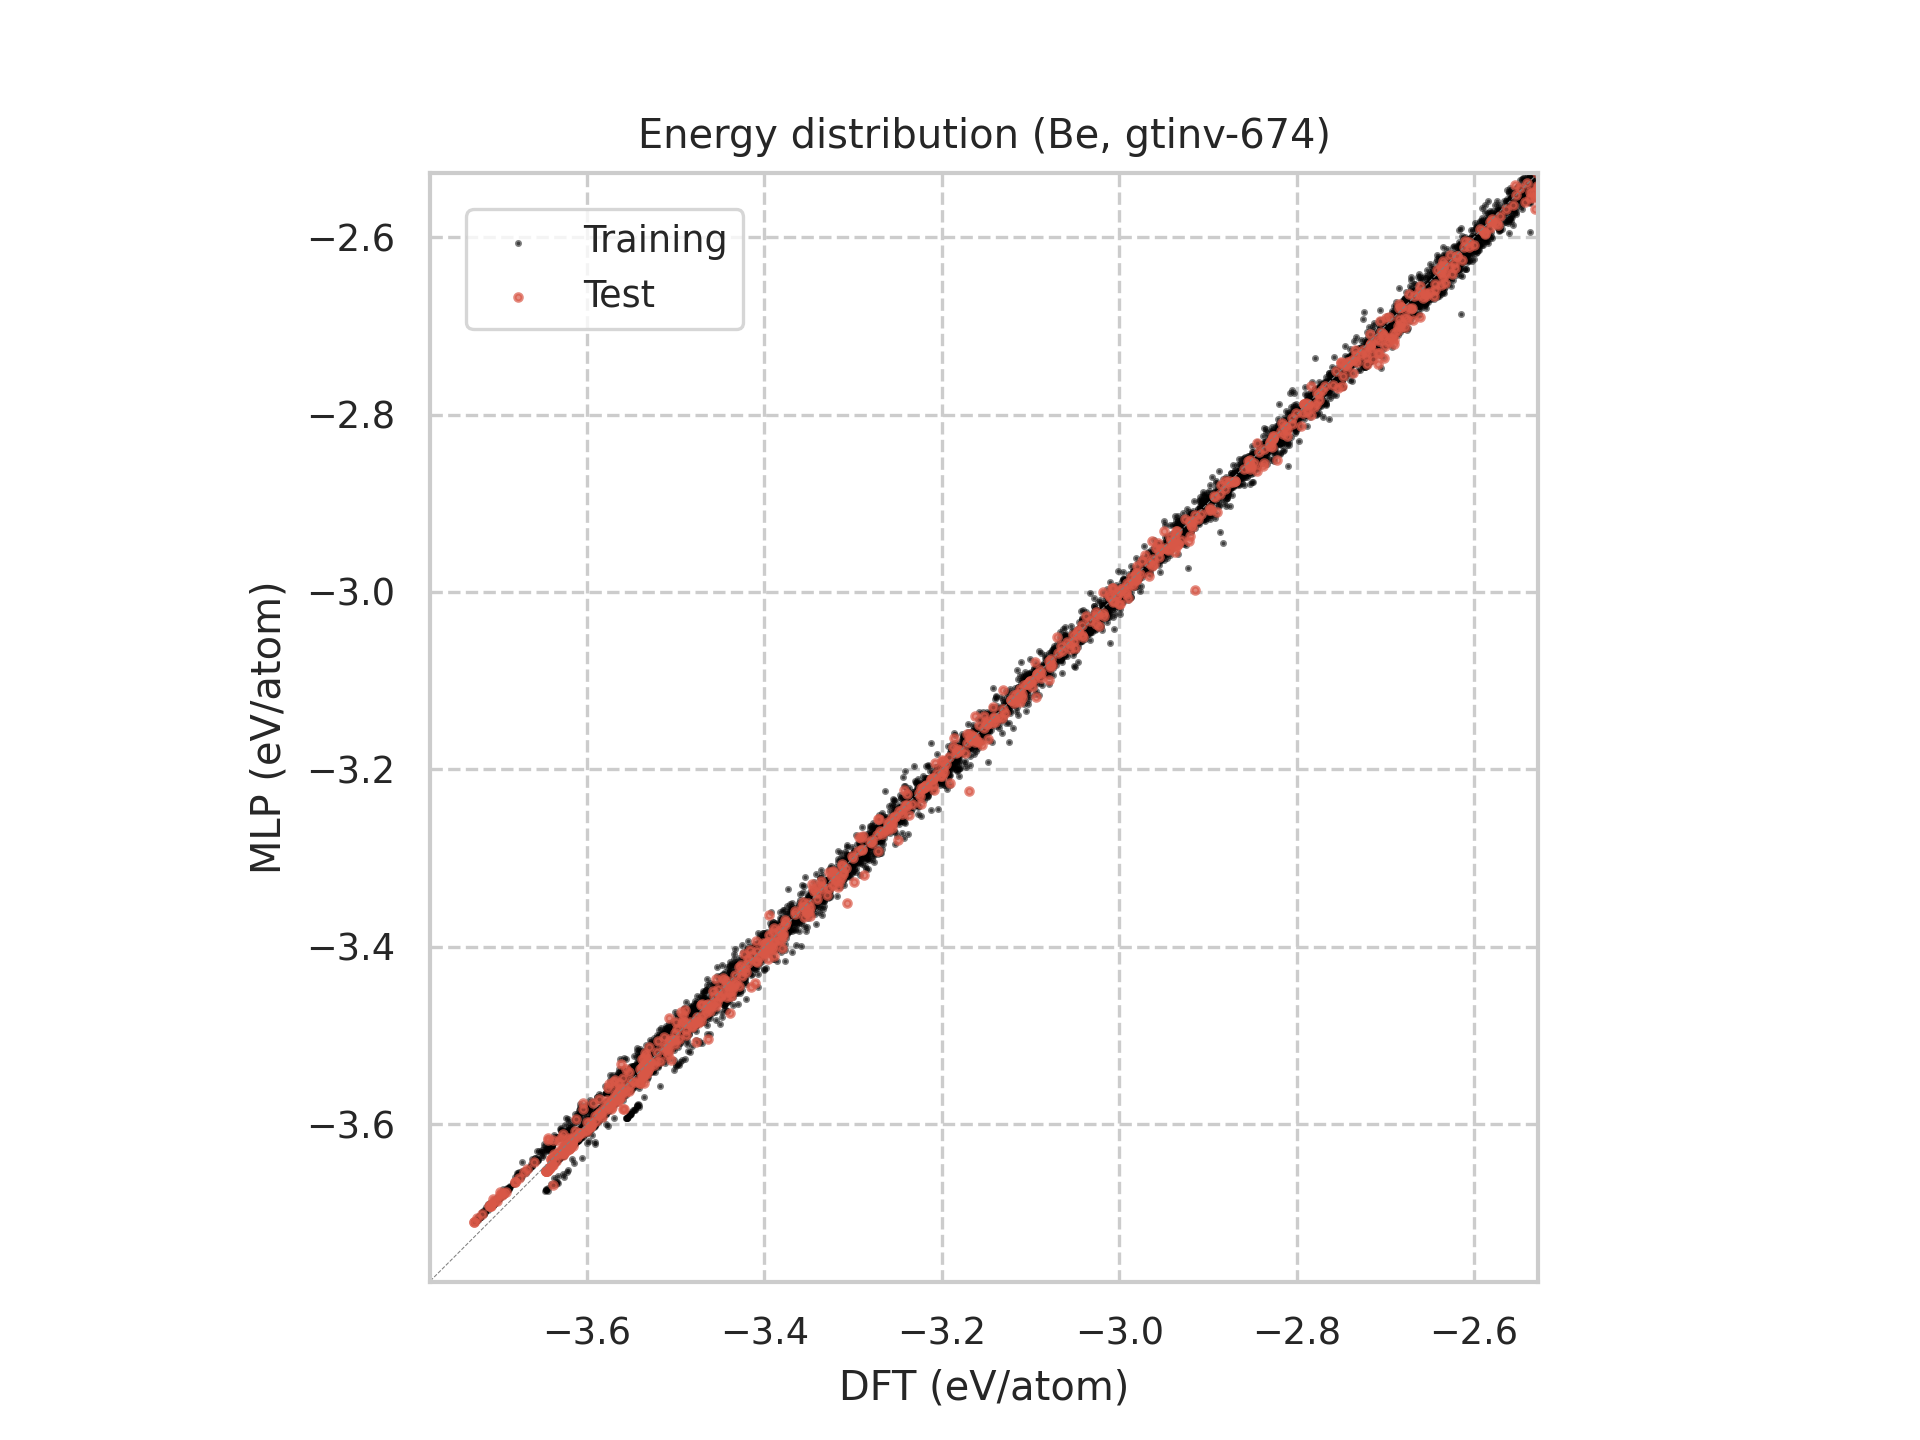 Energy distribution (Be, gtinv-674)
Training
Test
−2.6
−2.8
−3.0
−3.2
−3.4
−3.6
MLP (eV/atom)
−3.6 −3.4 −3.2 −3.0 −2.8 −2.6
DFT (eV/atom)